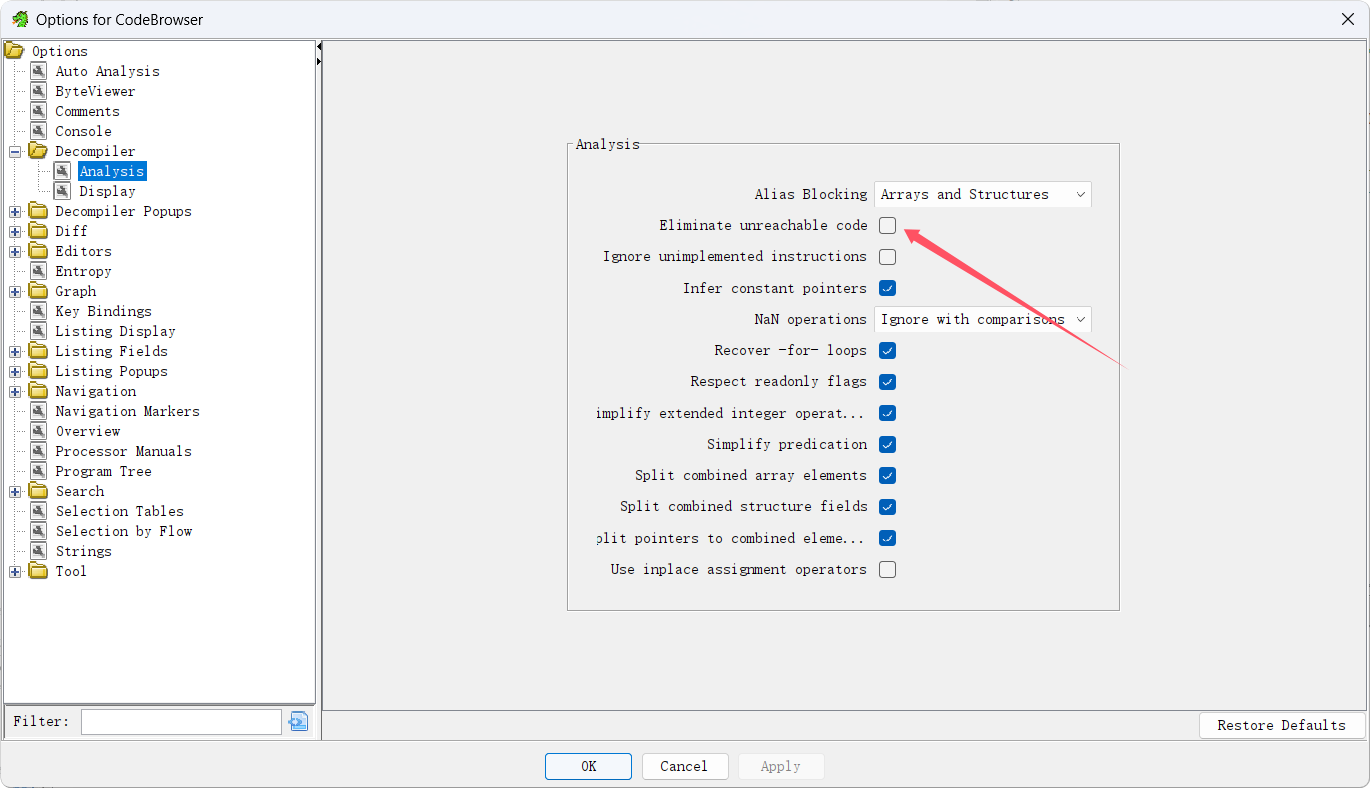 Options for CodeBrowser
Options
Auto Analysis
ByteViewer
Comments
Console
Decompiler
Analysis
Display
Decompiler Popups
Diff
Editors
Entropy
Graph
Key Bindings
Listing Display
Listing Fields
Listing Popups
Navigation
Navigation Markers
Overview
Processor Manuals
Program Tree
Search
Selection Tables
Selection by Flow
Strings
Tool
Filter:
Analysis
Alias Blocking Arrays and Structures
Eliminate unreachable code
Ignore unimplemented instructions
Infer constant pointers
NaN operations Ignore with comparisons
Recover -for- loops
Respect readonly flags
implify extended integer operat...
Simplify predication
Split combined array elements
Split combined structure fields
plit pointers to combined eleme...
Use inplace assignment operators
Restore Defaults
OK Cancel Apply